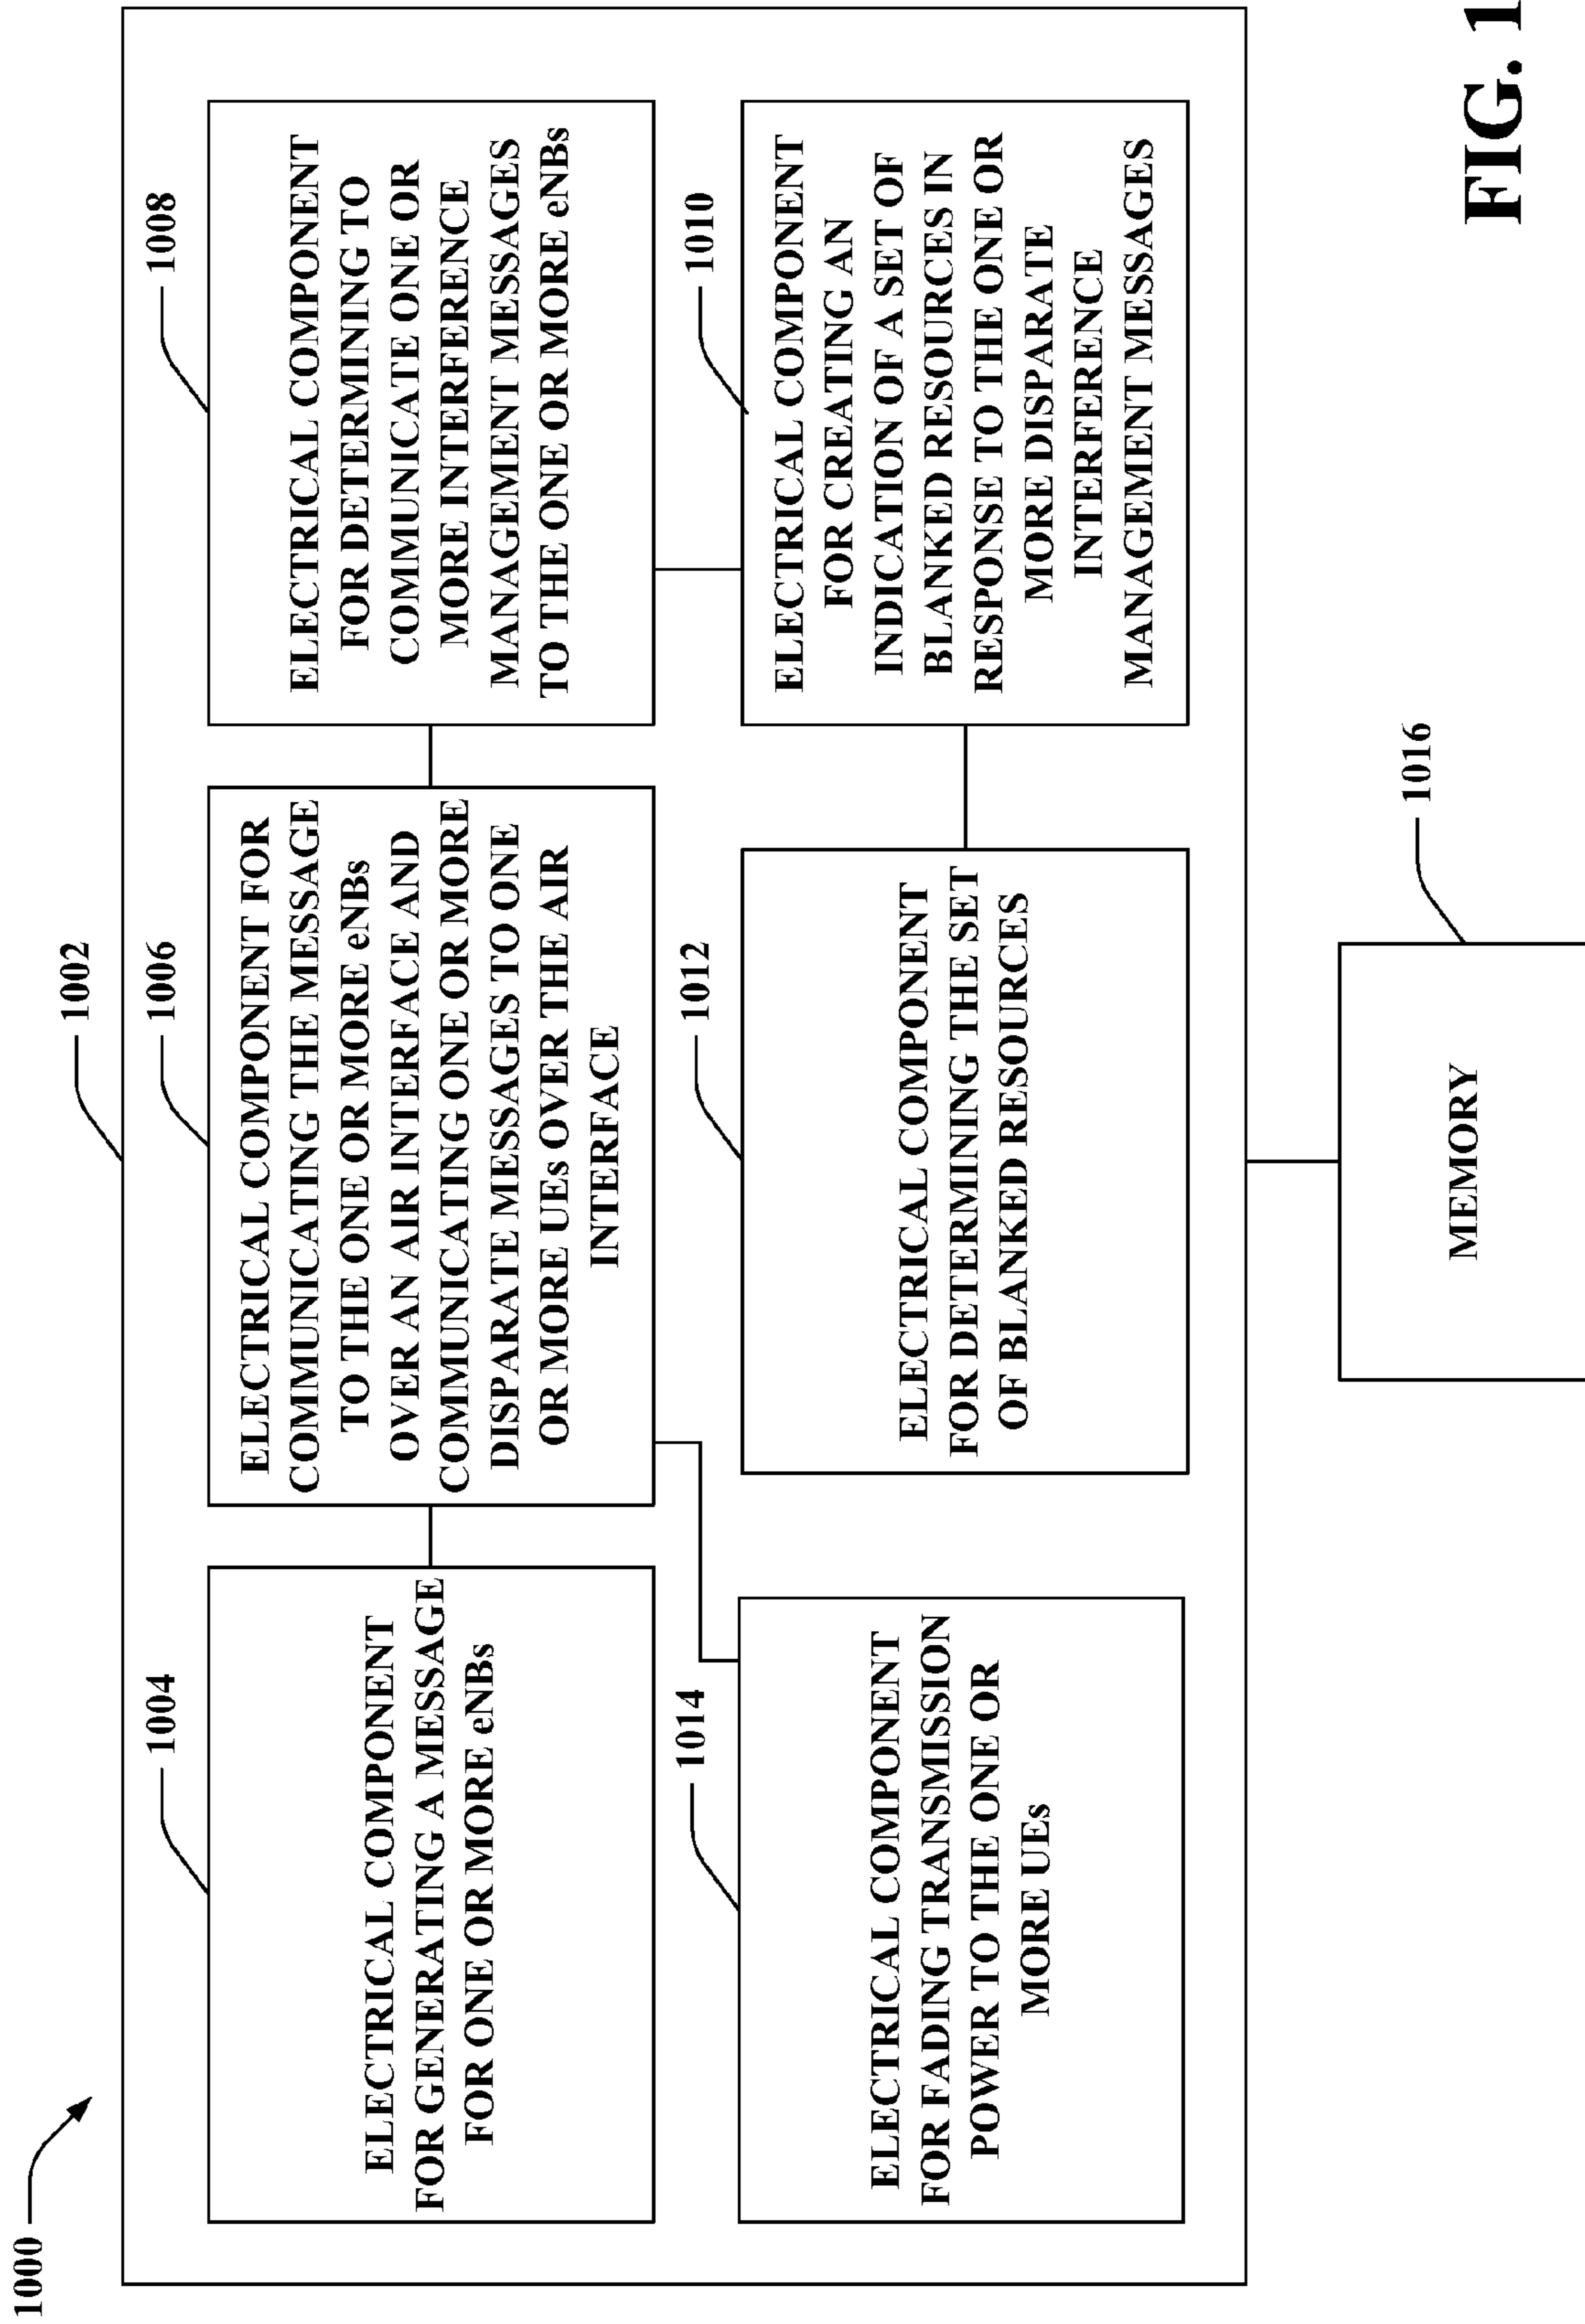 1000
1002
1004
ELECTRICAL COMPONENT
FOR GENERATING A MESSAGE
FOR ONE OR MORE eNBs
1006
ELECTRICAL COMPONENT FOR
COMMUNICATING THE MESSAGE
TO THE ONE OR MORE eNBs
OVER AN AIR INTERFACE AND
COMMUNICATING ONE OR MORE
DISPARATE MESSAGES TO ONE
OR MORE UEs OVER THE AIR
INTERFACE
1008
ELECTRICAL COMPONENT
FOR DETERMINING TO
COMMUNICATE ONE OR
MORE INTERFERENCE
MANAGEMENT MESSAGES
TO THE ONE OR MORE eNBs
1014
ELECTRICAL COMPONENT
FOR FADING TRANSMISSION
POWER TO THE ONE OR
MORE UEs
1012
ELECTRICAL COMPONENT
FOR DETERMINING THE SET
OF BLANKED RESOURCES
1010
ELECTRICAL COMPONENT
FOR CREATING AN
INDICATION OF A SET OF
BLANKED RESOURCES IN
RESPONSE TO THE ONE OR
MORE DISPARATE
INTERFERENCE
MANAGEMENT MESSAGES
1016
MEMORY
FIG. 1